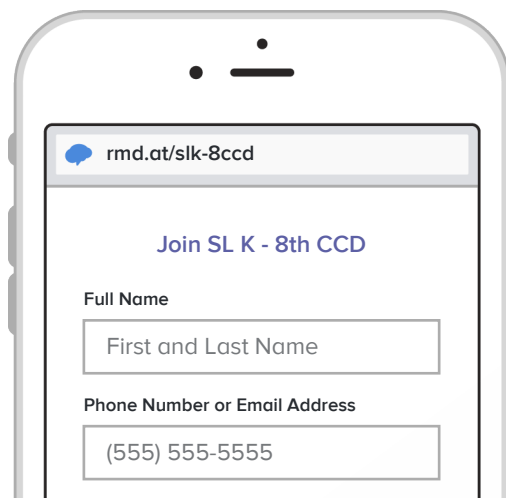 rmd.at/slk-8ccd
Join SL K - 8th CCD
Full Name
First and Last Name
Phone Number or Email Address
(555) 555-5555